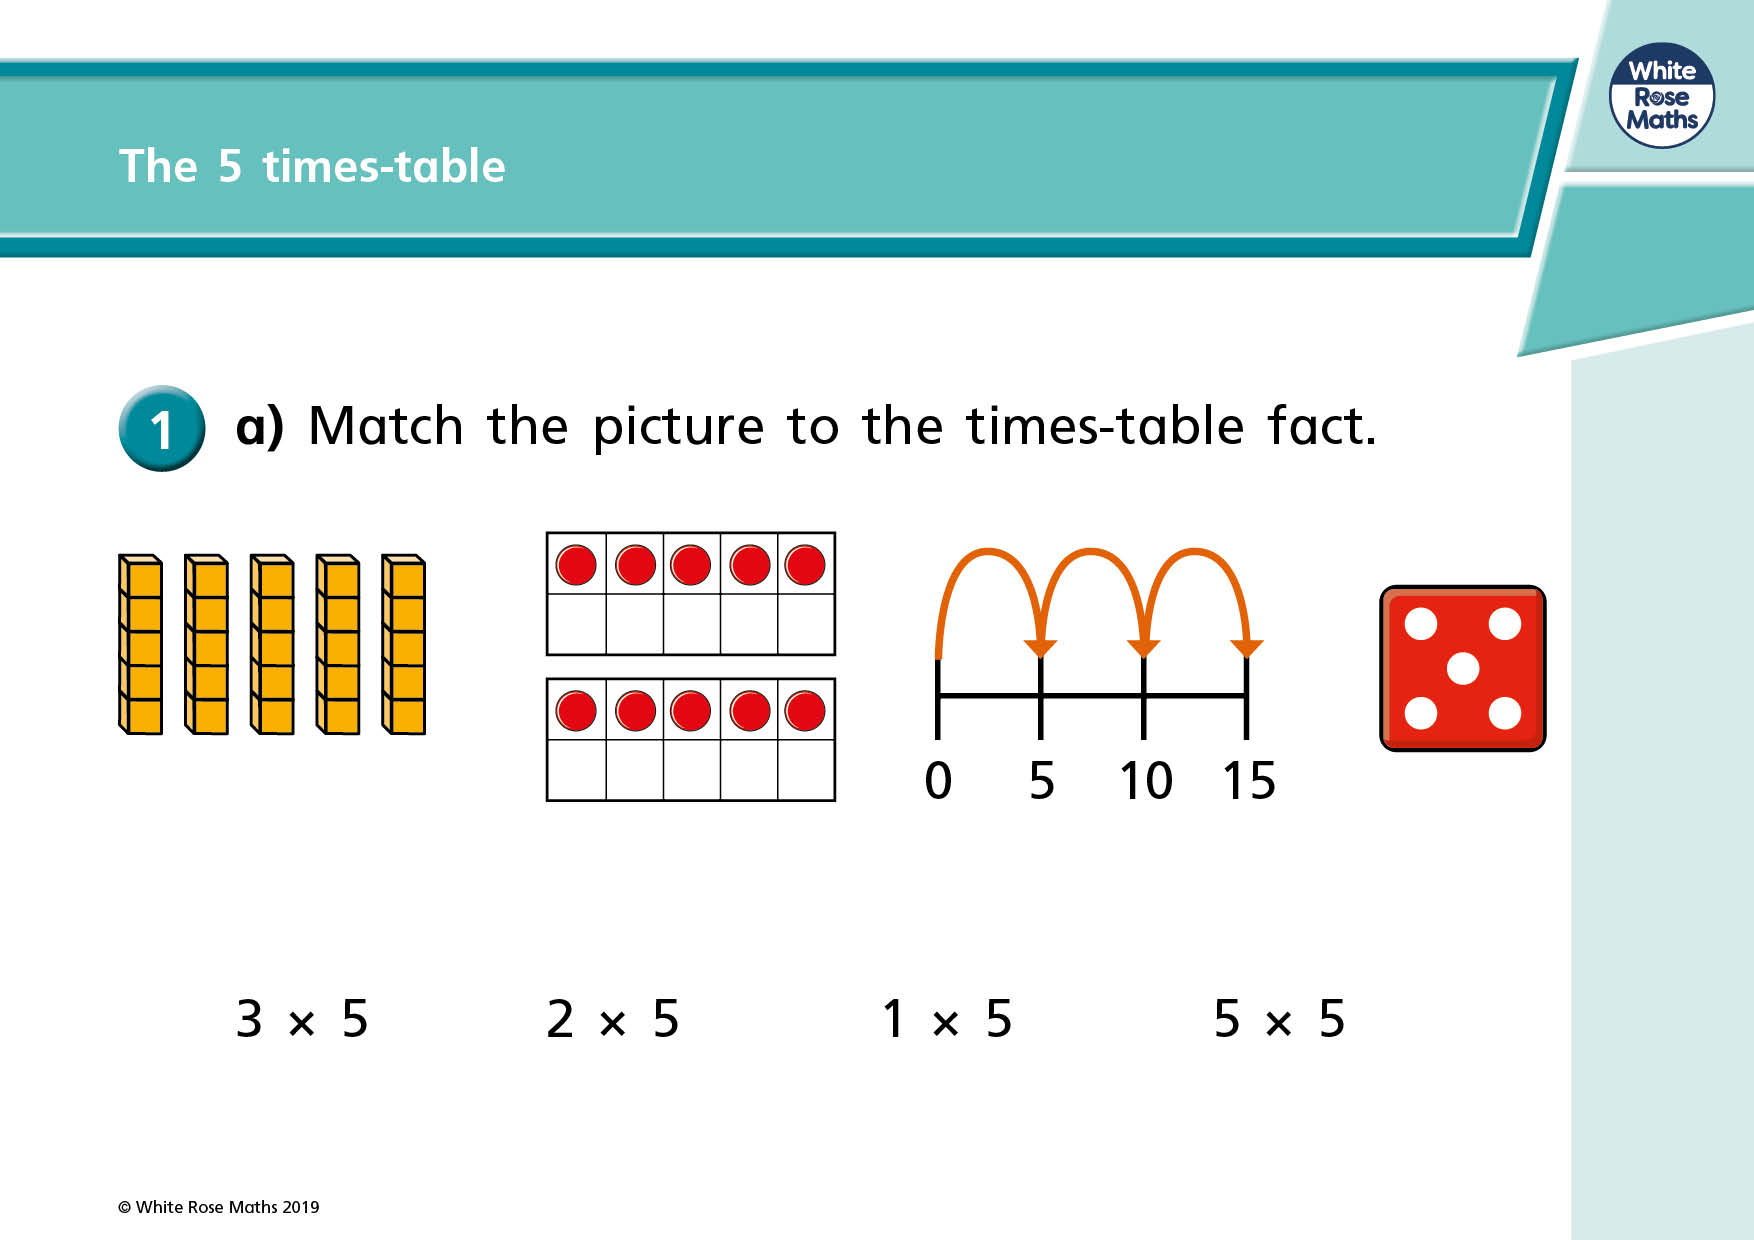 White
Rose
Maths
The 5 times-table
1 a) Match the picture to the times-table fact.
0 5 10 15
3 × 5 2 × 5 1 × 5 5 × 5
© White Rose Maths 2019